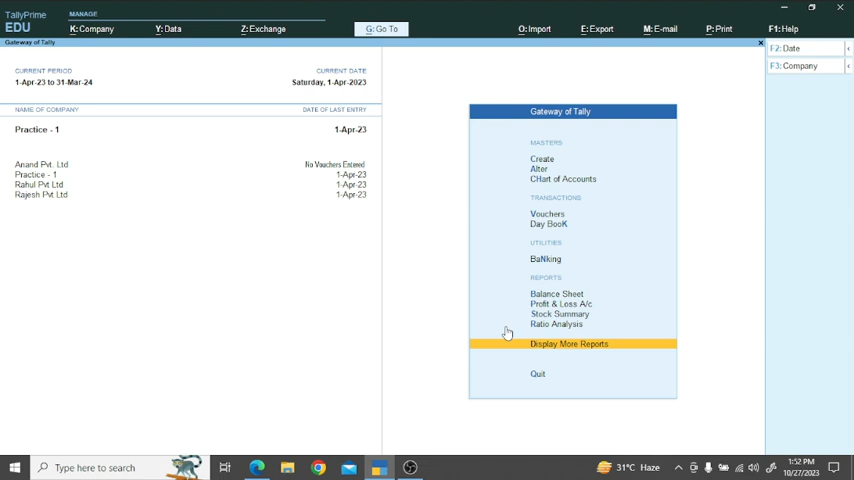 TallyPrime
EDU
MANAGE
K: Company
Y: Data
Z: Exchange
G: Go To
O: Import
E: Export
M: E-mail
P: Print
F1: Help
Gateway of Tally
x
CURRENT PERIOD
CURRENT DATE
1-Apr-23 to 31-Mar-24
Saturday, 1-Apr-2023
NAME OF COMPANY
DATE OF LAST ENTRY
Practice - 1
1-Apr-23
Anand Pvt. Ltd
No Vouchers Entered
Practice - 1
1-Apr-23
Rahul Pvt Ltd
1-Apr-23
Rajesh Pvt Ltd
1-Apr-23
Gateway of Tally
MASTERS
Create
Alter
CHart of Accounts
TRANSACTIONS
Vouchers
Day BooK
UTILITIES
BaNking
REPORTS
Balance Sheet
Profit & Loss A/c
Stock Summary
Ratio Analysis
Display More Reports
Quit
F2: Date
F3: Company
Type here to search
31°C Haze
1:52 PM
10/27/2023